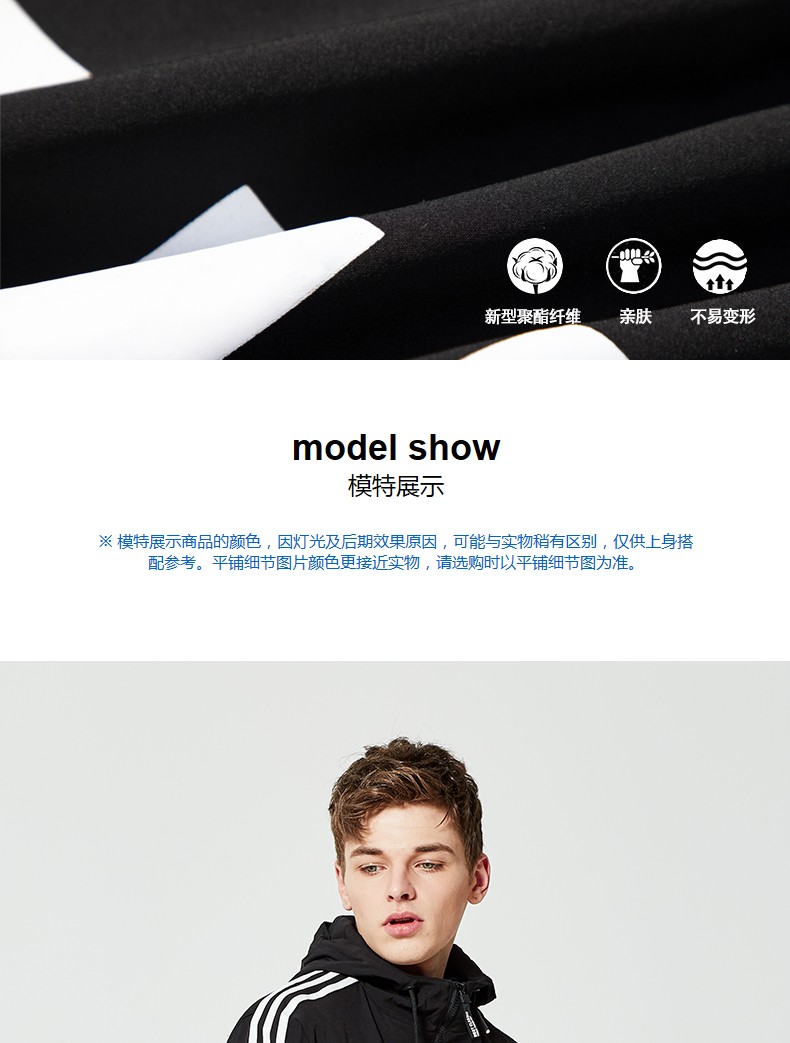 新型聚酯纤维 亲肤 不易变形
model show
模特展示
※ 模特展示商品的颜色，因灯光及后期效果原因，可能与实物稍有区别，仅供上身搭
配参考。平铺细节图片颜色更接近实物，请选购时以平铺细节图为准。